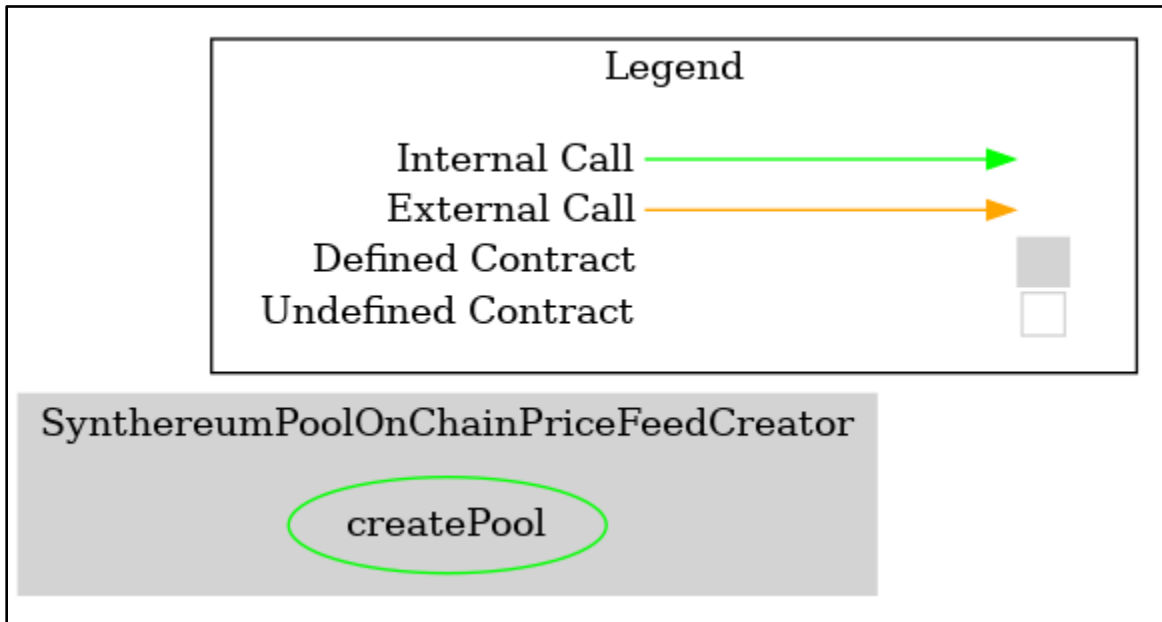 Legend
Internal Call
External Call
Defined Contract
Undefined Contract
SynthereumPoolOnChainPriceFeedCreator
createPool